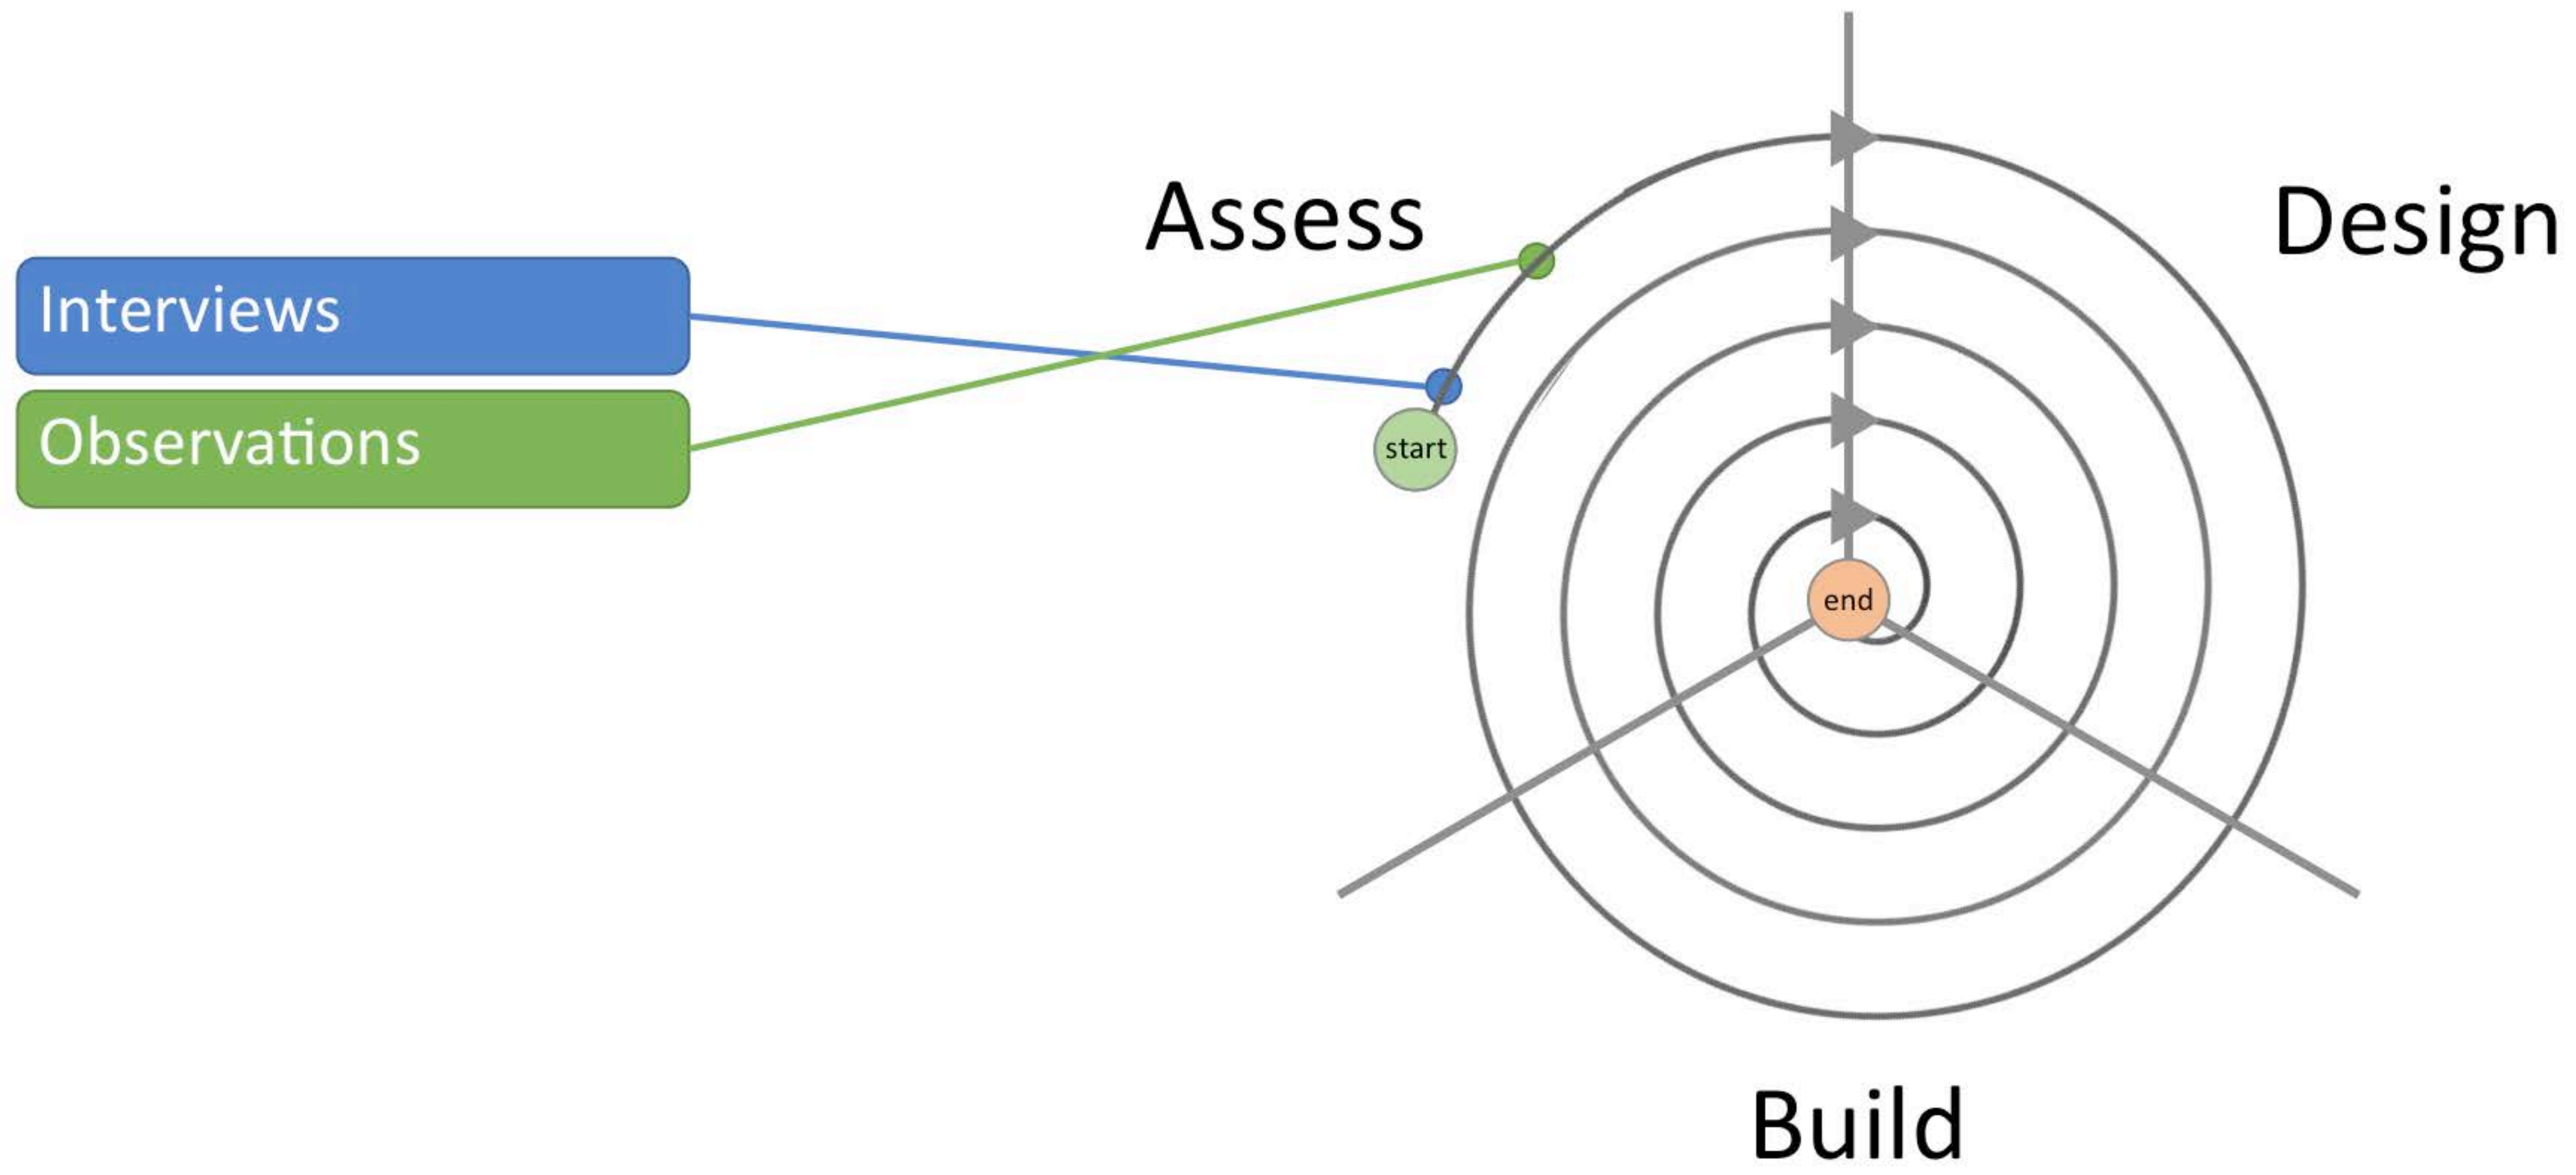 Assess
Design
Interviews
Observations
start
end
Build